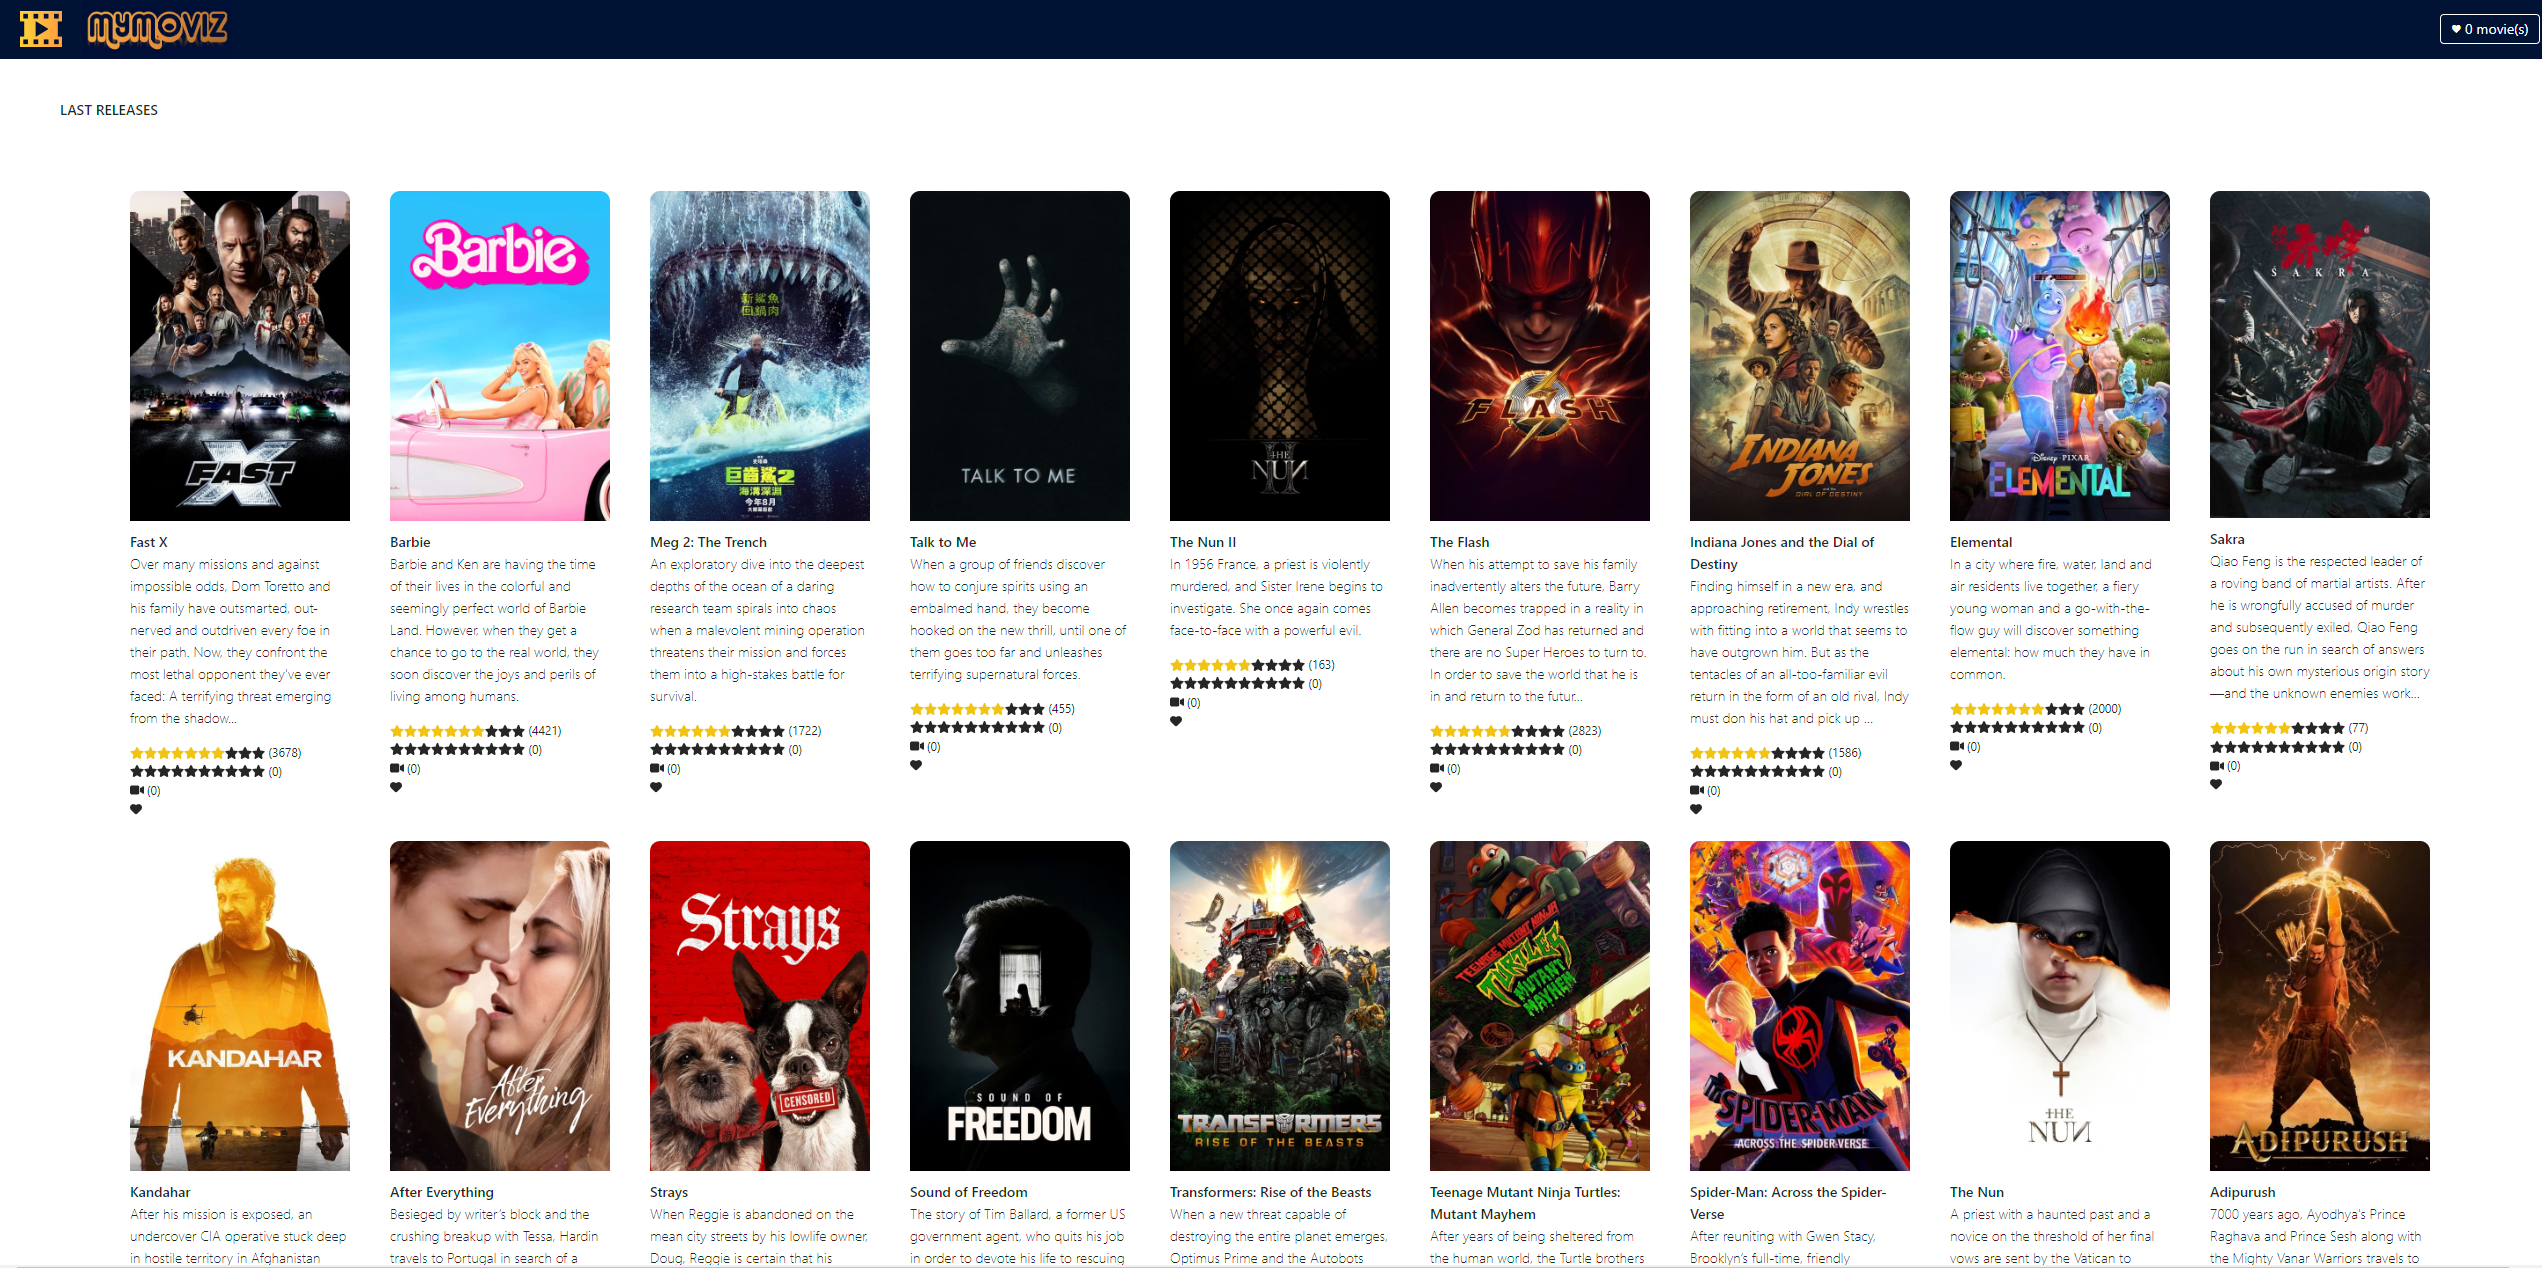 mymoviz
0 movie(s)
LAST RELEASES
FAST X
Fast X
Over many missions and against
impossible odds, Dom Toretto and
his family have outsmarted, out-
nerved and outdriven every foe in
their path. Now, they confront the
most lethal opponent they've ever
faced: A terrifying threat emerging
from the shadow...
(3678)
(0)
(0)
Barbie
Barbie
Barbie and Ken are having the time
of their lives in the colorful and
seemingly perfect world of Barbie
Land. However, when they get a
chance to go to the real world, they
soon discover the joys and perils of
living among humans.
(4421)
(0)
(0)
新鯊魚
回鍋肉
巨齒鯊2
海溝深淵
今年8月
Meg 2: The Trench
An exploratory dive into the deepest
depths of the ocean of a daring
research team spirals into chaos
when a malevolent mining operation
threatens their mission and forces
them into a high-stakes battle for
survival.
(1722)
(0)
(0)
TALK TO ME
Talk to Me
When a group of friends discover
how to conjure spirits using an
embalmed hand, they become
hooked on the new thrill, until one of
them goes too far and unleashes
terrifying supernatural forces.
(455)
(0)
(0)
THE
NUN
II
The Nun II
In 1956 France, a priest is violently
murdered, and Sister Irene begins to
investigate. She once again comes
face-to-face with a powerful evil.
(163)
(0)
(0)
FLASH
The Flash
When his attempt to save his family
inadvertently alters the future, Barry
Allen becomes trapped in a reality in
which General Zod has returned and
there are no Super Heroes to turn to.
In order to save the world that he is
in and return to the futur...
(2823)
(0)
(0)
INDIANA
JONES
and the
DIAL OF DESTINY
Indiana Jones and the Dial of
Destiny
Finding himself in a new era, and
approaching retirement, Indy wrestles
with fitting into a world that seems to
have outgrown him. But as the
tentacles of an all-too-familiar evil
return in the form of an old rival, Indy
must don his hat and pick up ...
(1586)
(0)
(0)
Disney PIXAR
ELEMENTAL
Elemental
In a city where fire, water, land and
air residents live together, a fiery
young woman and a go-with-the-
flow guy will discover something
elemental: how much they have in
common.
(2000)
(0)
(0)
SAKRA
Sakra
Qiao Feng is the respected leader of
a roving band of martial artists. After
he is wrongfully accused of murder
and subsequently exiled, Qiao Feng
goes on the run in search of answers
about his own mysterious origin story
—and the unknown enemies work...
(77)
(0)
(0)
KANDAHAR
Kandahar
After his mission is exposed, an
undercover CIA operative stuck deep
in hostile territory in Afghanistan
After
Everything
After Everything
Besieged by writer's block and the
crushing breakup with Tessa, Hardin
travels to Portugal in search of a
Strays
CENSORED
Strays
When Reggie is abandoned on the
mean city streets by his lowlife owner,
Doug, Reggie is certain that his
SOUND OF
FREEDOM
Sound of Freedom
The story of Tim Ballard, a former US
government agent, who quits his job
in order to devote his life to rescuing
TRANSFORMERS
RISE OF THE BEASTS
Transformers: Rise of the Beasts
When a new threat capable of
destroying the entire planet emerges,
Optimus Prime and the Autobots
TEENAGE MUTANT NINJA
TURTLES
MUTANT
MAYHEM
Teenage Mutant Ninja Turtles:
Mutant Mayhem
After years of being sheltered from
the human world, the Turtle brothers
SPIDER-MAN
ACROSS THE SPIDER-VERSE
Spider-Man: Across the Spider-
Verse
After reuniting with Gwen Stacy,
Brooklyn's full-time, friendly
THE
NUN
The Nun
A priest with a haunted past and a
novice on the threshold of her final
vows are sent by the Vatican to
ADIPURUSH
Adipurush
7000 years ago, Ayodhya's Prince
Raghava and Prince Sesh along with
the Mighty Vanar Warriors travels to